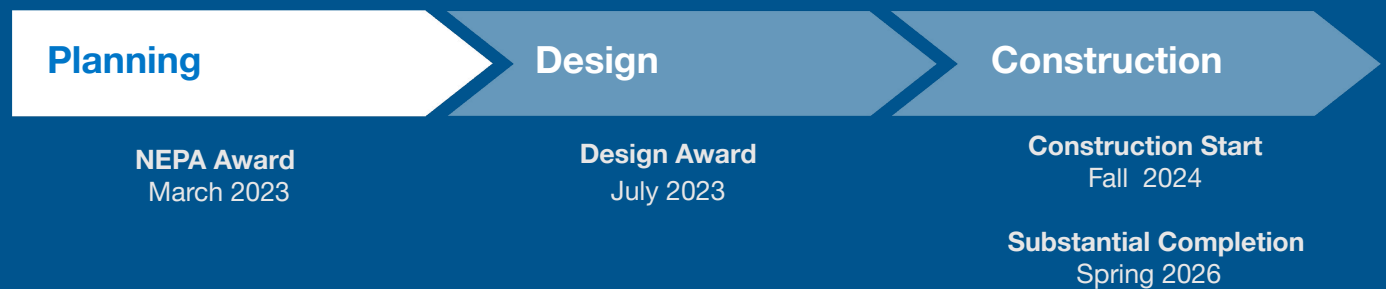 Planning
Design
Construction
NEPA Award
March 2023
Design Award
July 2023
Construction Start
Fall 2024
Substantial Completion
Spring 2026